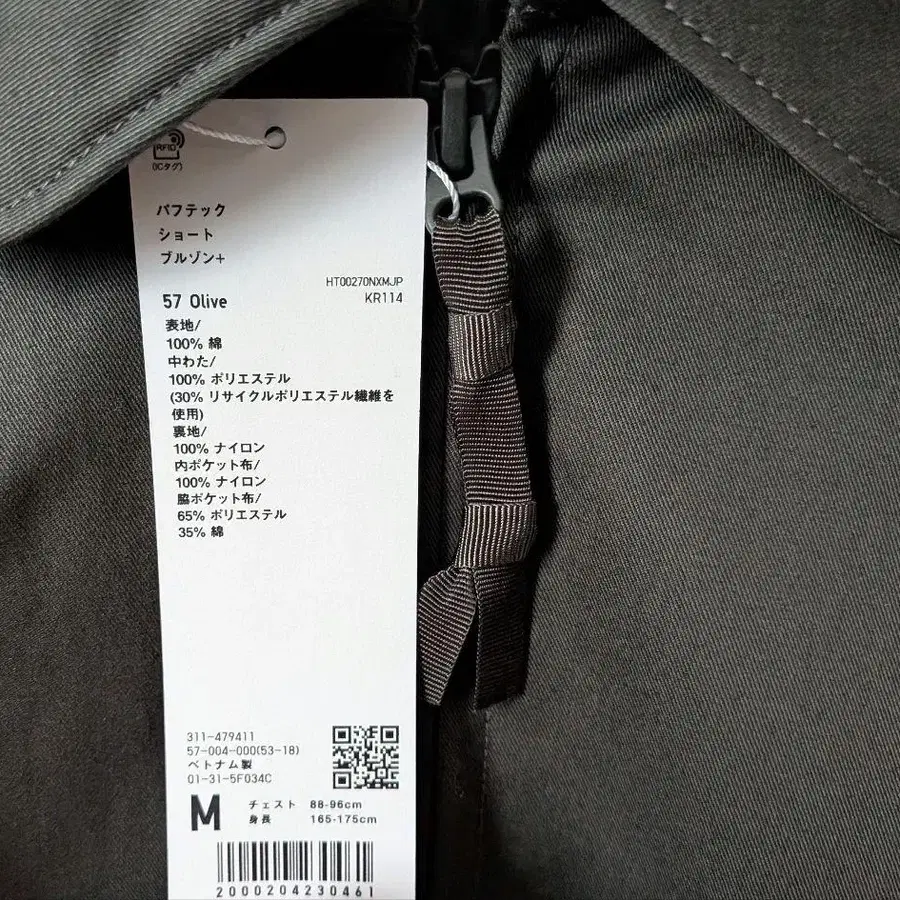 RFID
(ICタグ)
パフテック
ショート
ブルゾン+
HT00270NXMJP
57 Olive
KR114
表地/
100% 綿
中わた/
100% ポリエステル
(30% リサイクルポリエステル繊維を
使用)
裏地/
100% ナイロン
内ポケット布/
100% ナイロン
脇ポケット布/
65% ポリエステル
35% 綿
311-479411
57-004-000(53-18)
ベトナム製
01-31-5F034C
M チェスト 88-96cm
身長 165-175cm
2000204230461